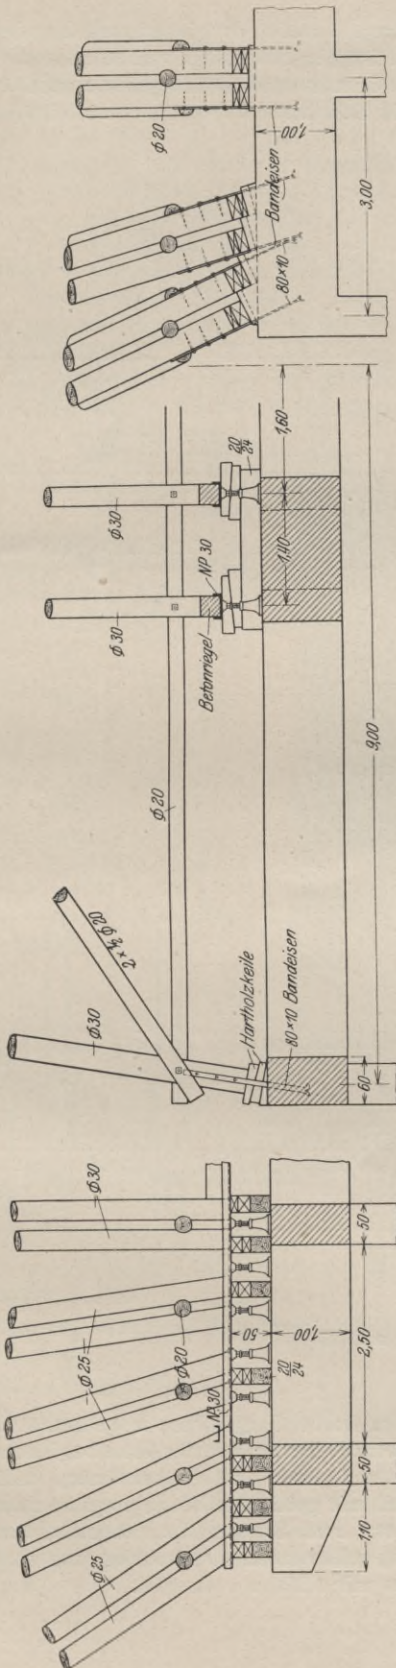 ϕ 20
1,00
Bandeisen
80×10
3,00
1,60
20
24
ϕ 30
NP 30
1,40
ϕ 30
Betonriegel
9,00
ϕ 20
2 × ½ ϕ 20
ϕ 30
Hartholzkeile
80×10 Bandeisen
60
ϕ 30
50
ϕ 25
50
1,00
2,50
ϕ 20
20
24
NP 30
50
ϕ 25
1,10